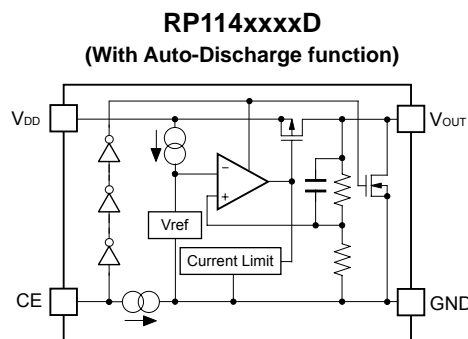 RP114xxxxD
(With Auto-Discharge function)
VDD
VOUT
−
+
Vref
Current Limit
CE
GND